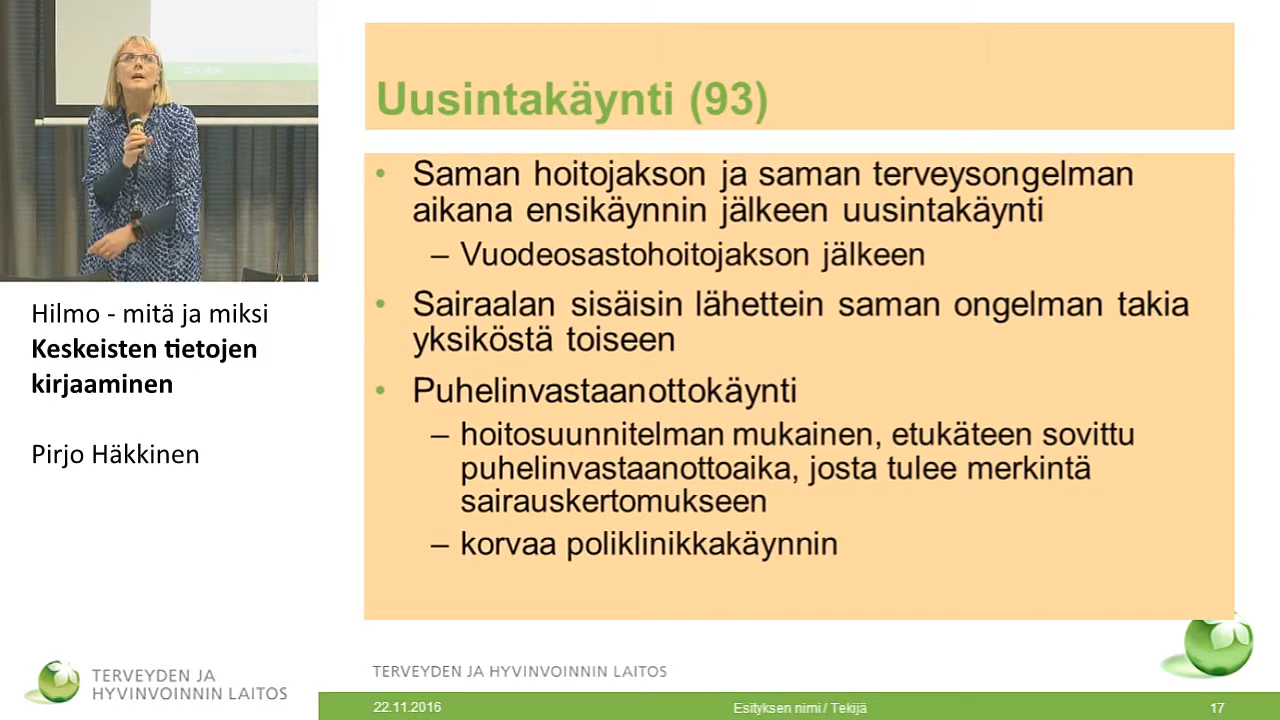 Uusintakäynti (93)
• Saman hoitojakson ja saman terveysongelman
aikana ensikäynnin jälkeen uusintakäynti
– Vuodeosastohoitojakson jälkeen
• Sairaalan sisäisin lähettein saman ongelman takia
yksiköstä toiseen
• Puhelinvastaanottokäynti
– hoitosuunnitelman mukainen, etukäteen sovittu
puhelinvastaanottoaika, josta tulee merkintä
sairauskertomukseen
– korvaa poliklinikkakäynnin
Hilmo - mitä ja miksi
Keskeisten tietojen
kirjaaminen
Pirjo Häkkinen
TERVEYDEN JA
HYVINVOINNIN LAITOS
TERVEYDEN JA HYVINVOINNIN LAITOS
22.11.2016
Esityksen nimi / Tekijä
17